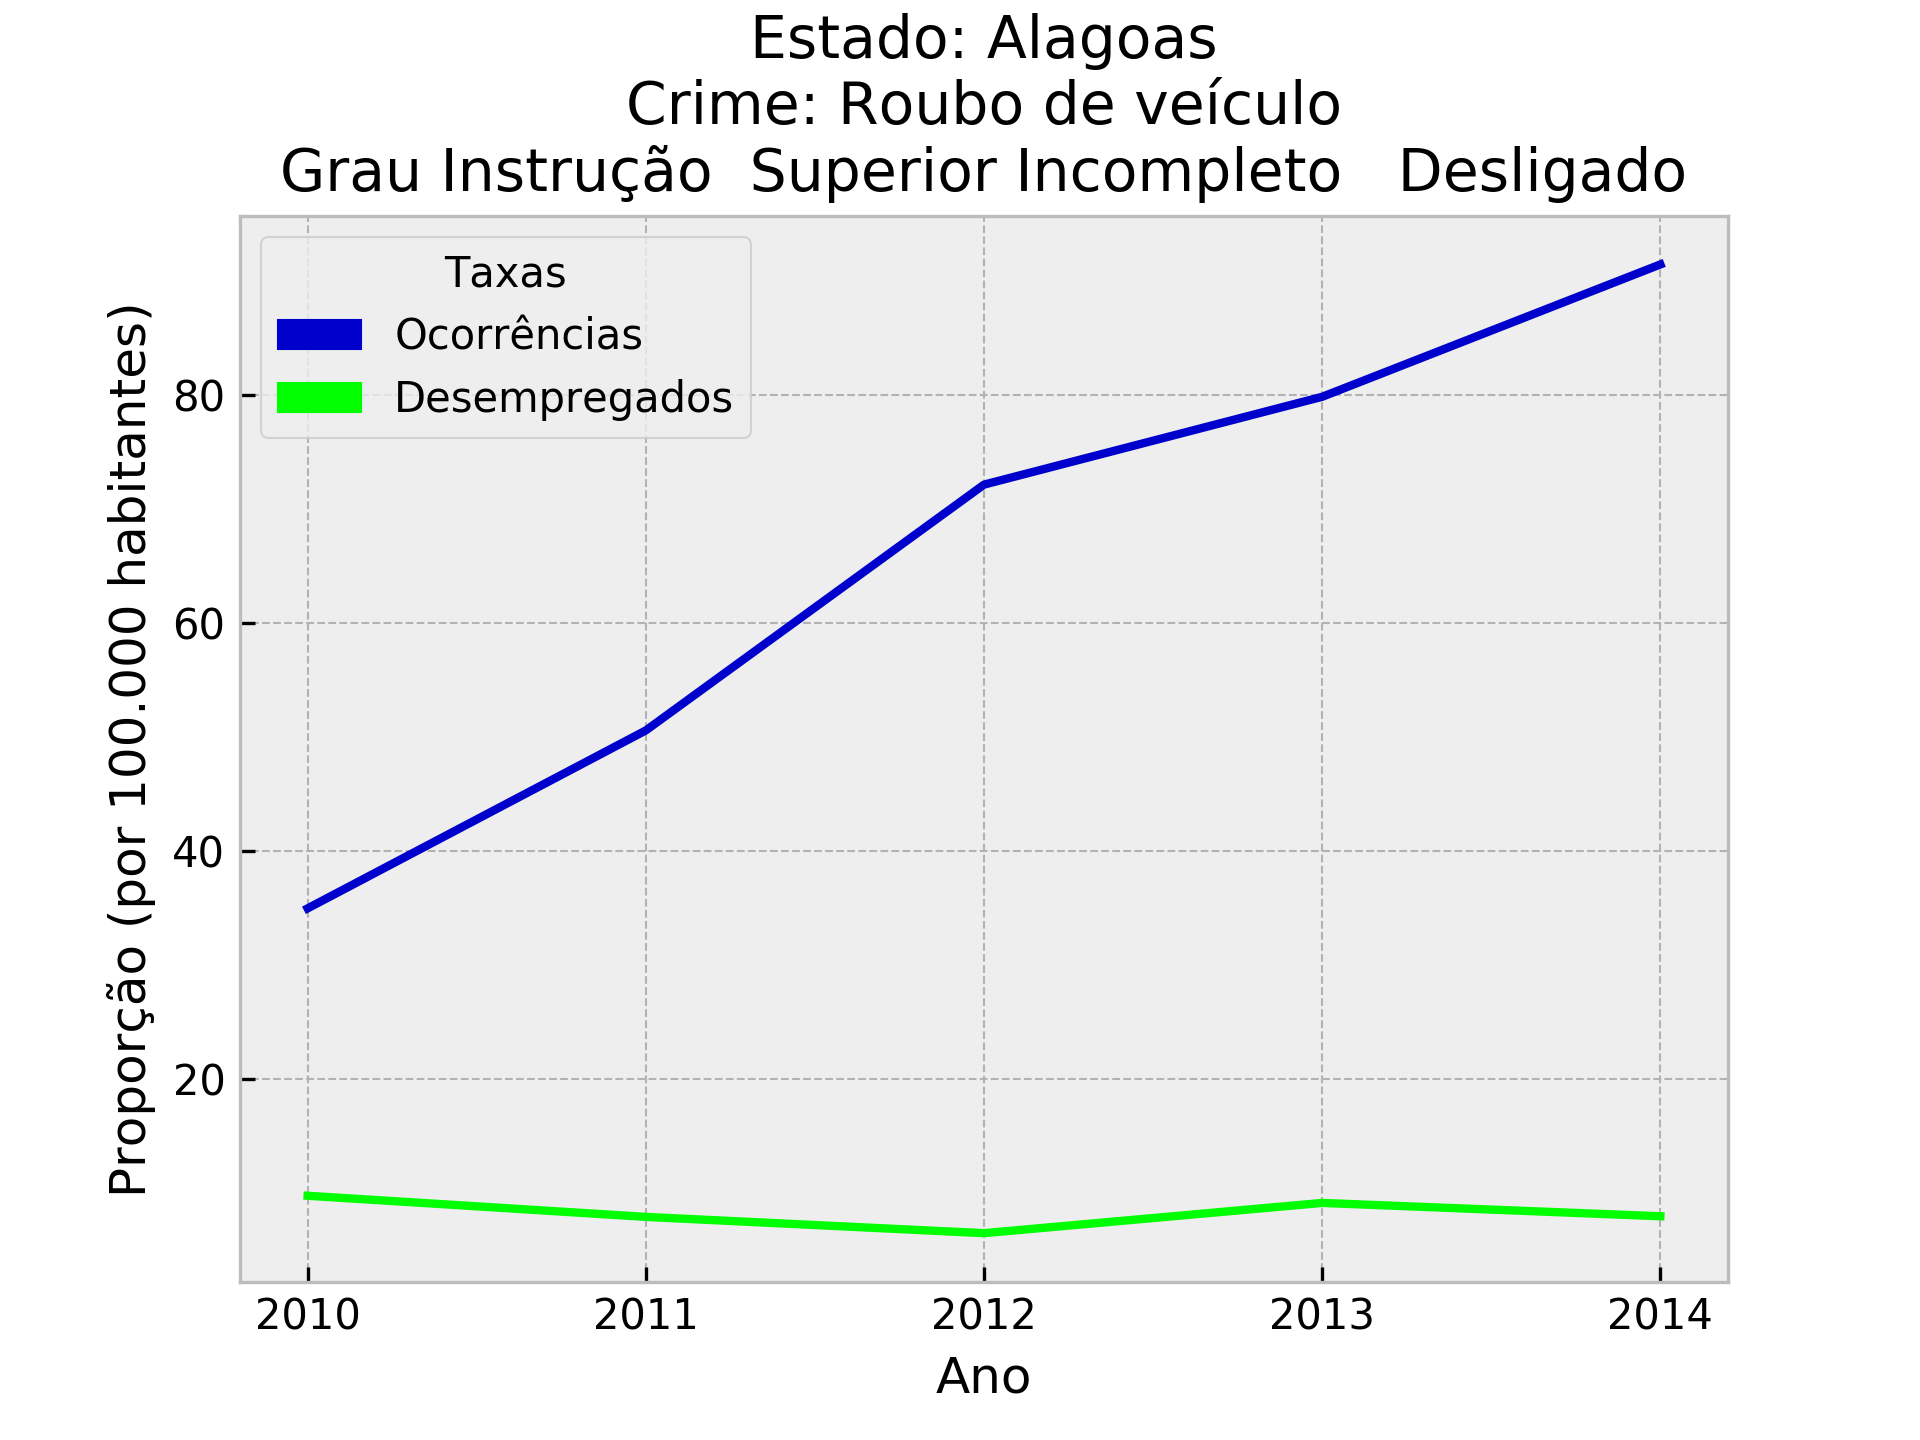 Estado: Alagoas
Crime: Roubo de veículo
Grau Instrução  Superior Incompleto   Desligado
Taxas
Ocorrências
Desempregados
Proporção (por 100.000 habitantes)
80
60
40
20
2010 2011 2012 2013 2014
Ano